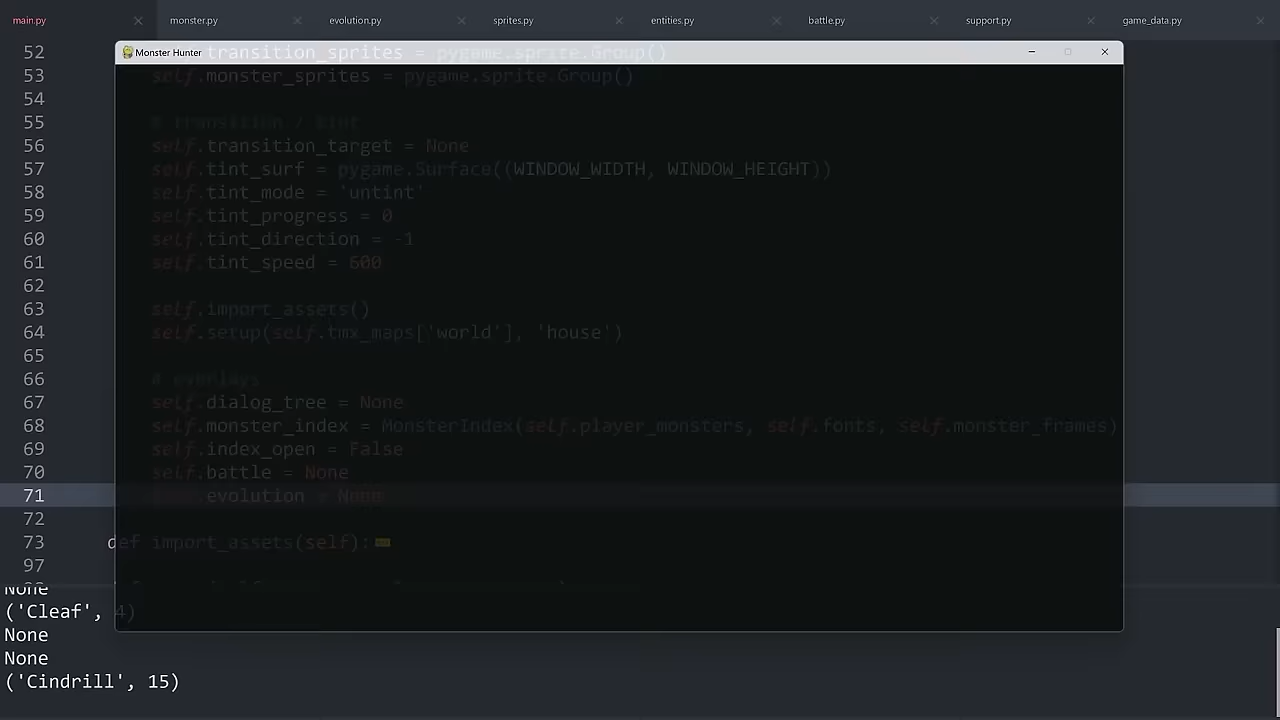 main.py monster.py evolution.py sprites.py entities.py battle.py support.py game_data.py
Monster Hunter
52 transition_sprites = pygame.sprite.Group()
53 self.monster_sprites = pygame.sprite.Group()
54
55 # transition / tint
56 self.transition_target = None
57 self.tint_surf = pygame.Surface((WINDOW_WIDTH, WINDOW_HEIGHT))
58 self.tint_mode = 'untint'
59 self.tint_progress = 0
60 self.tint_direction = -1
61 self.tint_speed = 600
62
63 self.import_assets()
64 self.setup(self.tmx_maps['world'], 'house')
65
66 # overlays
67 self.dialog_tree = None
68 self.monster_index = MonsterIndex(self.player_monsters, self.fonts, self.monster_frames)
69 self.index_open = False
70 self.battle = None
71 self.evolution = None
72
73 def import_assets(self):
97
None
('Cleaf', 4)
None
None
('Cindrill', 15)